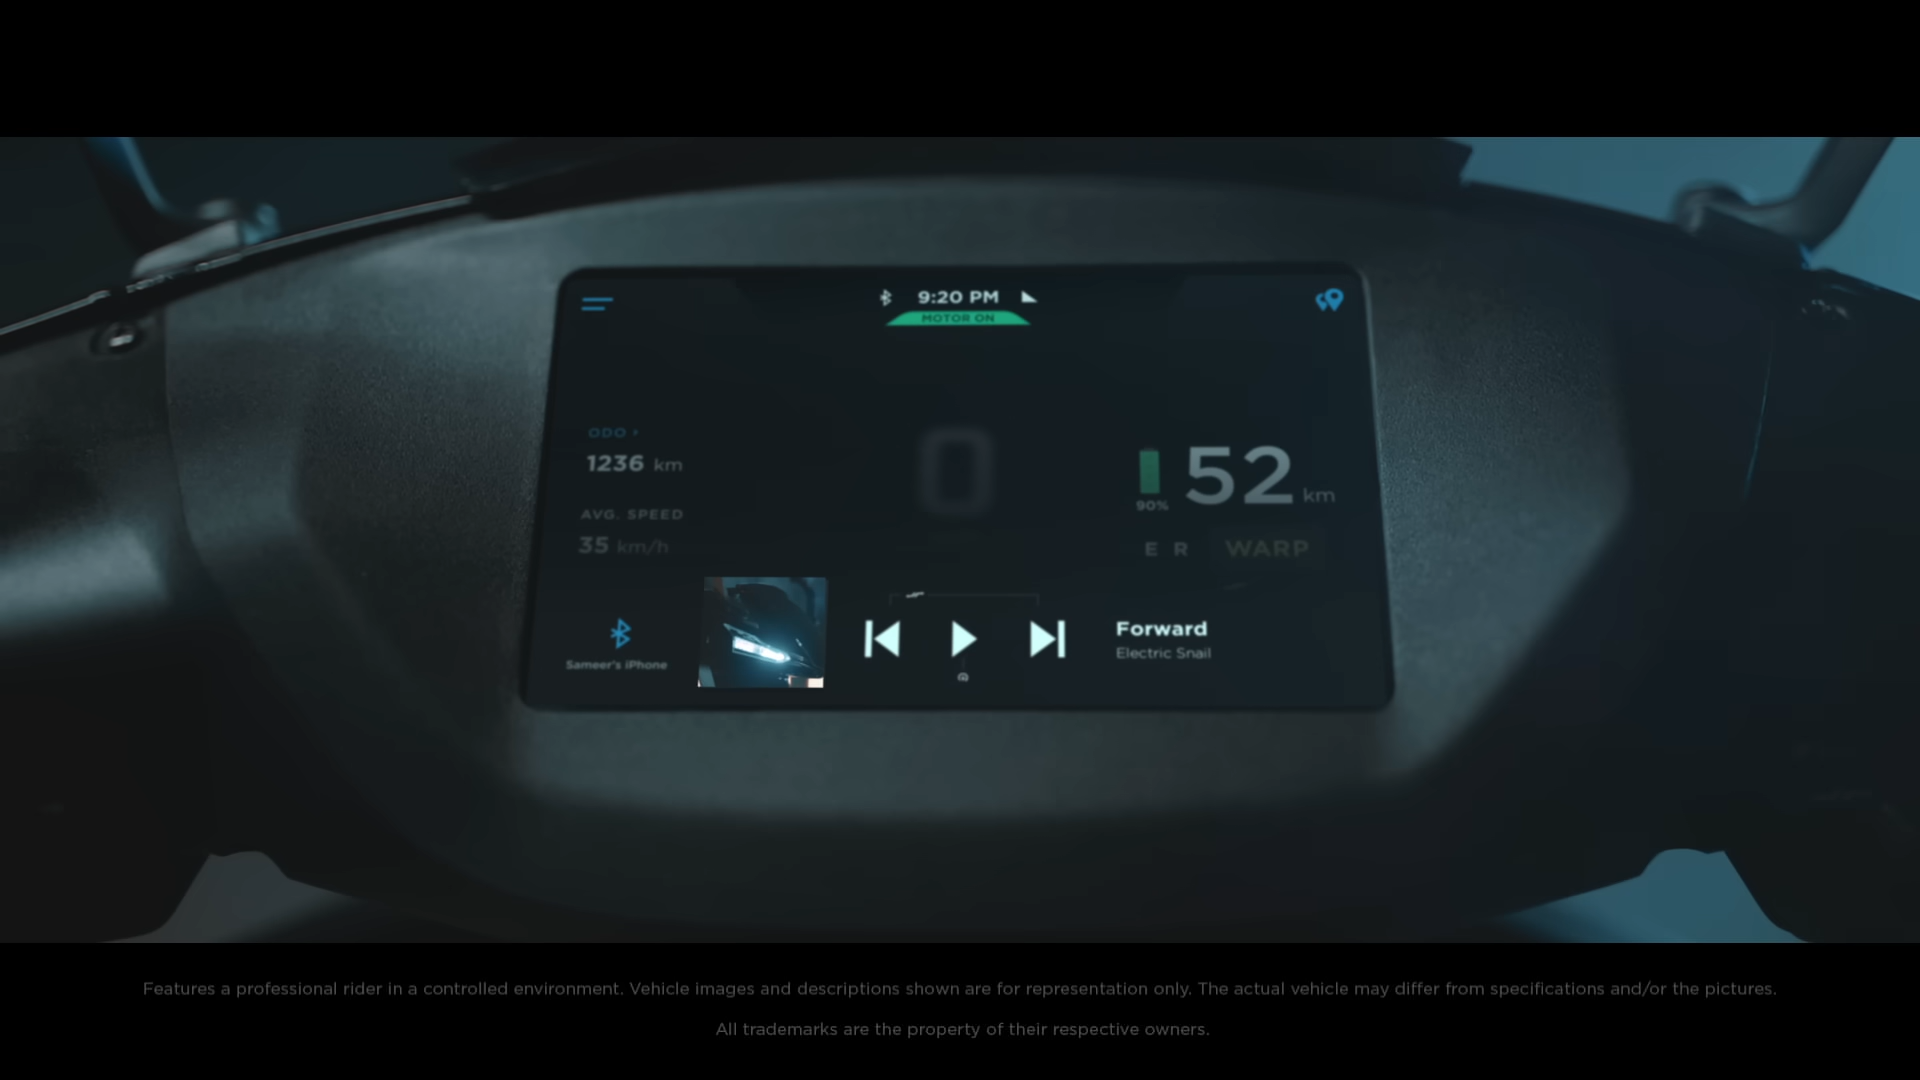 9:20 PM
MOTOR ON
ODO
1236 km
0
52 km
90%
AVG. SPEED
35 km/h
E R WARP
Forward
Electric Snail
Sameer's iPhone
Features a professional rider in a controlled environment. Vehicle images and descriptions shown are for representation only. The actual vehicle may differ from specifications and/or the pictures.
All trademarks are the property of their respective owners.